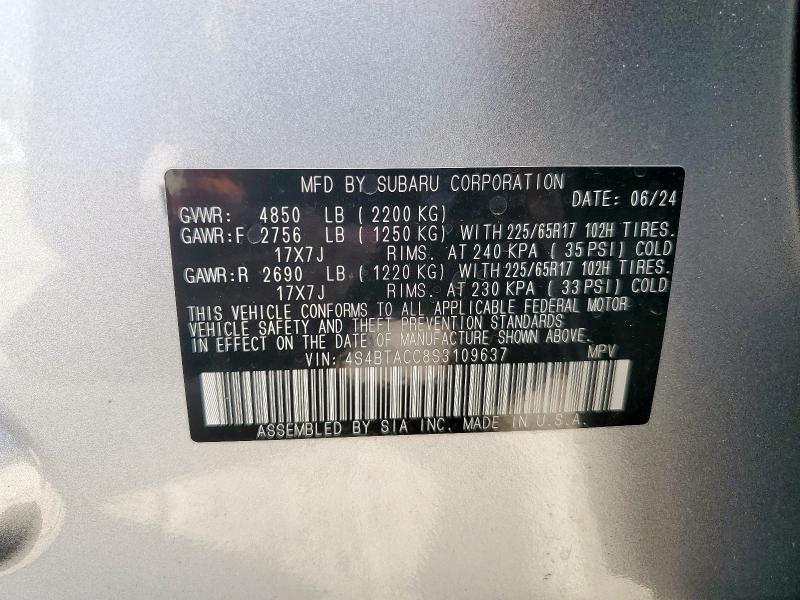 MFD BY SUBARU CORPORATION
DATE: 06/24
GVWR: 4850 LB ( 2200 KG)
GAWR:F 2756 LB ( 1250 KG) WITH 225/65R17 102H TIRES.
17X7J RIMS. AT 240 KPA ( 35 PSI) COLD
GAWR:R 2690 LB ( 1220 KG) WITH 225/65R17 102H TIRES.
17X7J RIMS. AT 230 KPA ( 33 PSI) COLD
THIS VEHICLE CONFORMS TO ALL APPLICABLE FEDERAL MOTOR
VEHICLE SAFETY AND THEFT PREVENTION STANDARDS
IN EFFECT ON THE DATE OF MANUFACTURE SHOWN ABOVE.
VIN: 4S4BTACC8S3109637 MPV
ASSEMBLED BY SIA INC. MADE IN U.S.A.